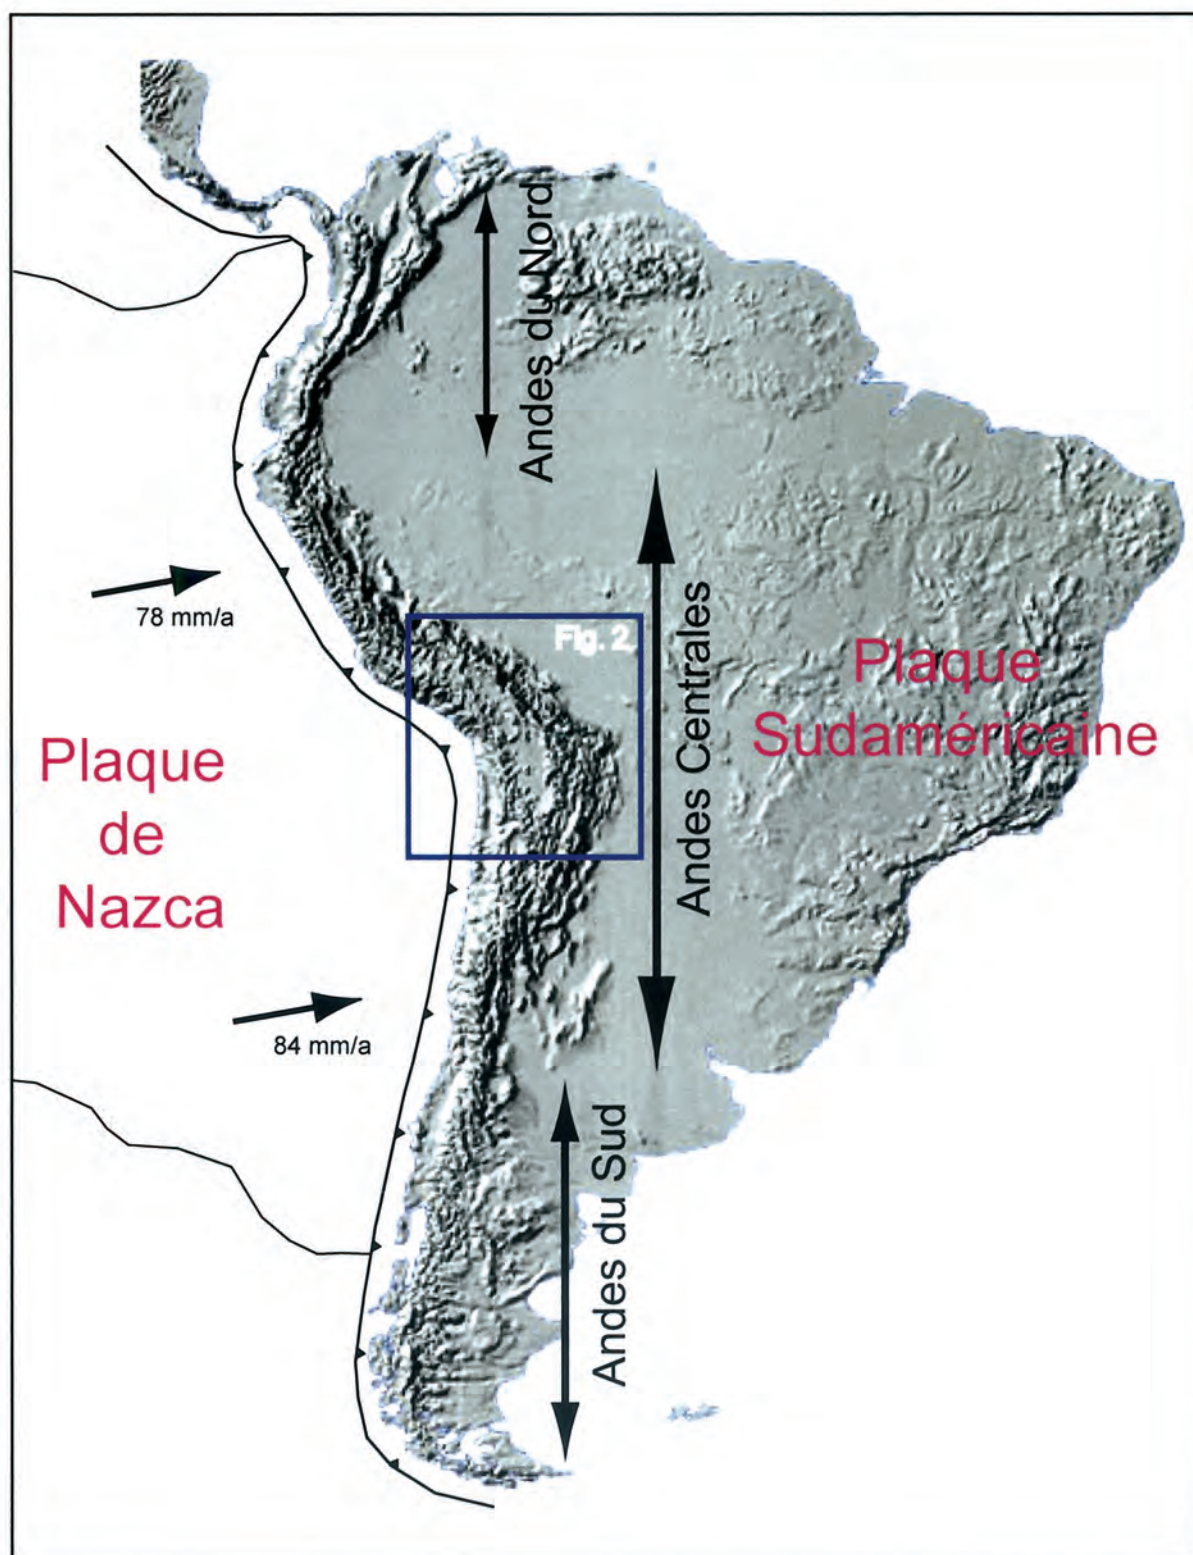 Andes du Nord
78 mm/a
Fig. 2
Andes Centrales
Plaque
Sudaméricaine
Plaque
de
Nazca
84 mm/a
Andes du Sud